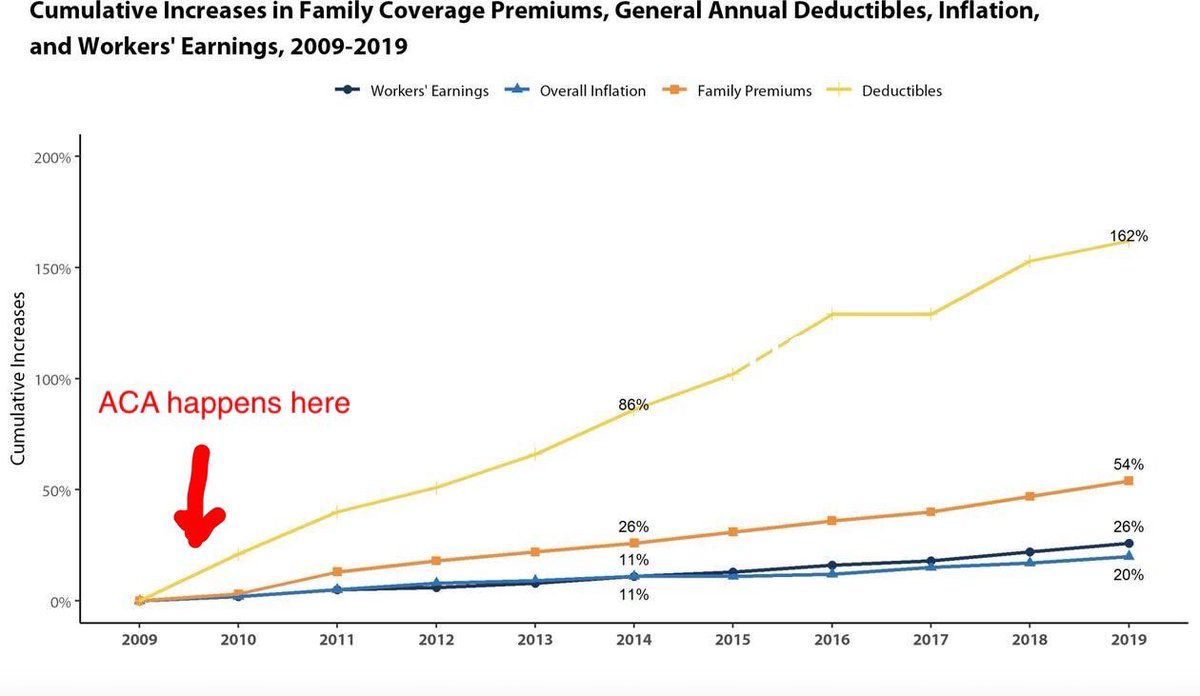 Cumulative Increases in Family Coverage Premiums, General Annual Deductibles, Inflation,
and Workers' Earnings, 2009-2019
Workers' Earnings Overall Inflation Family Premiums Deductibles
Cumulative Increases
200%
150%
100%
50%
0%
ACA happens here
162%
86%
54%
26%
26%
11%
11%
20%
2009 2010 2011 2012 2013 2014 2015 2016 2017 2018 2019